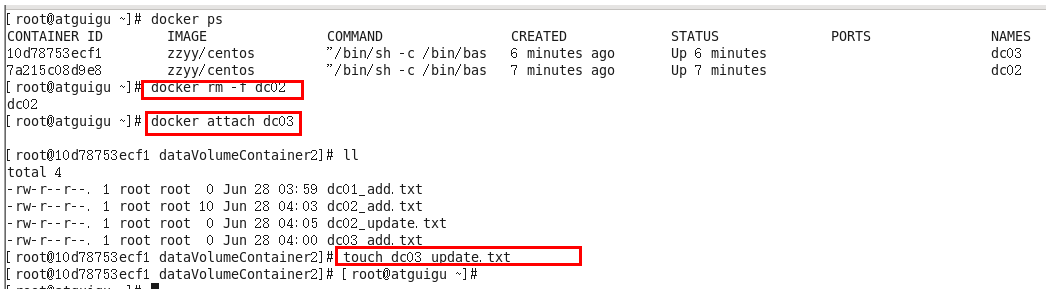 [root@atguigu ~]# docker ps
CONTAINER ID        IMAGE               COMMAND                CREATED             STATUS              PORTS               NAMES
10d78753ecf1        zzyy/centos         "/bin/sh -c /bin/bas   6 minutes ago       Up 6 minutes                            dc03
7a215c08d9e8        zzyy/centos         "/bin/sh -c /bin/bas   7 minutes ago       Up 7 minutes                            dc02
[root@atguigu ~]# docker rm -f dc02
dc02
[root@atguigu ~]# docker attach dc03
[root@10d78753ecf1 dataVolumeContainer2]# ll
total 4
-rw-r--r--. 1 root root  0 Jun 28 03:59 dc01_add.txt
-rw-r--r--. 1 root root 10 Jun 28 04:03 dc02_add.txt
-rw-r--r--. 1 root root  0 Jun 28 04:05 dc02_update.txt
-rw-r--r--. 1 root root  0 Jun 28 04:00 dc03_add.txt
[root@10d78753ecf1 dataVolumeContainer2]# touch dc03_update.txt
[root@10d78753ecf1 dataVolumeContainer2]# [root@atguigu ~]#